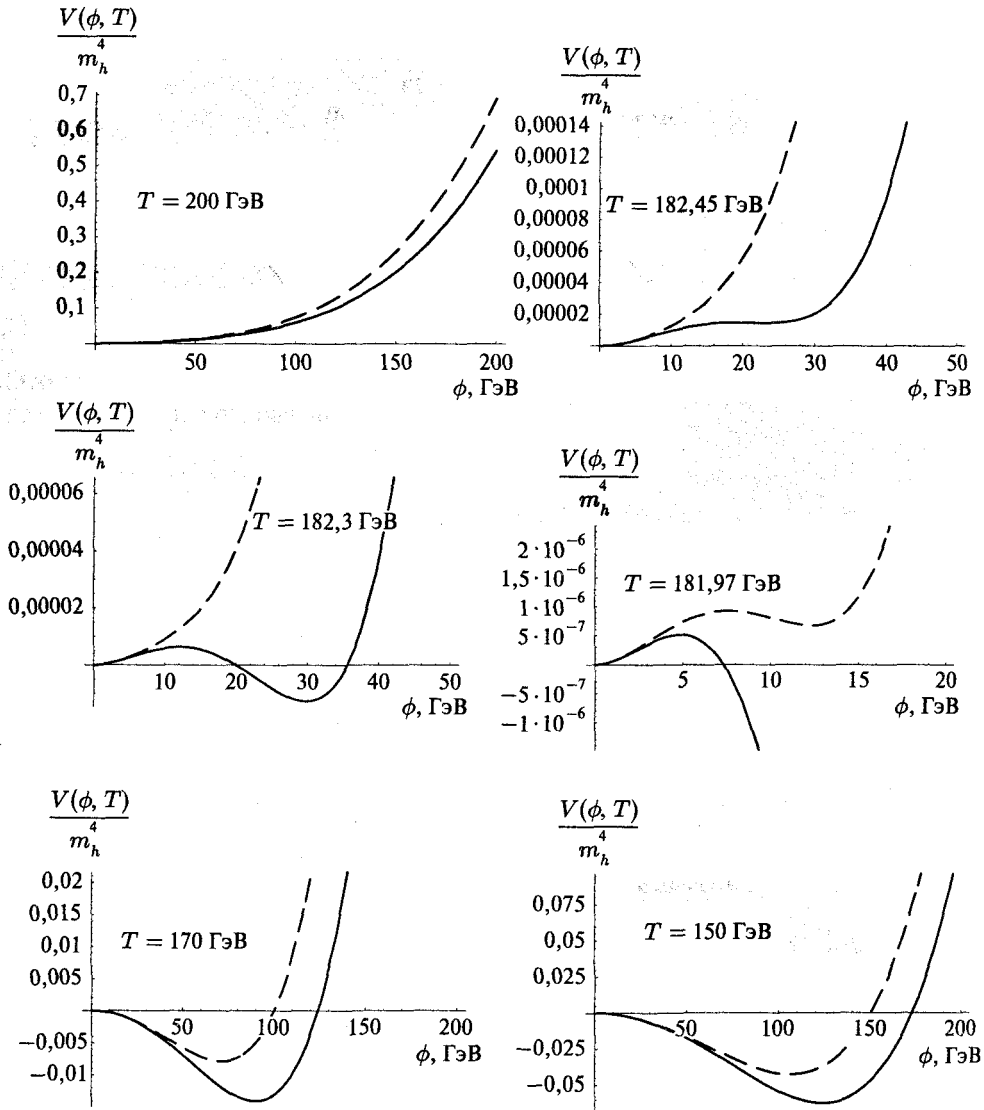 V(ϕ, T)
m_h^4
0,7
0,6
0,5
0,4
0,3
0,2
0,1
T = 200 ГэВ
50 100 150 200
ϕ, ГэВ
V(ϕ, T)
m_h^4
0,00014
0,00012
0,0001
0,00008
0,00006
0,00004
0,00002
T = 182,45 ГэВ
10 20 30 40 50
ϕ, ГэВ
V(ϕ, T)
m_h^4
0,00006
0,00004
0,00002
T = 182,3 ГэВ
10 20 30 40 50
ϕ, ГэВ
V(ϕ, T)
m_h^4
2·10^−6
1,5·10^−6
1·10^−6
5·10^−7
−5·10^−7
−1·10^−6
T = 181,97 ГэВ
5 10 15 20
ϕ, ГэВ
V(ϕ, T)
m_h^4
0,02
0,015
0,01
0,005
−0,005
−0,01
T = 170 ГэВ
50 100 150 200
ϕ, ГэВ
V(ϕ, T)
m_h^4
0,075
0,05
0,025
−0,025
−0,05
T = 150 ГэВ
50 100 150 200
ϕ, ГэВ